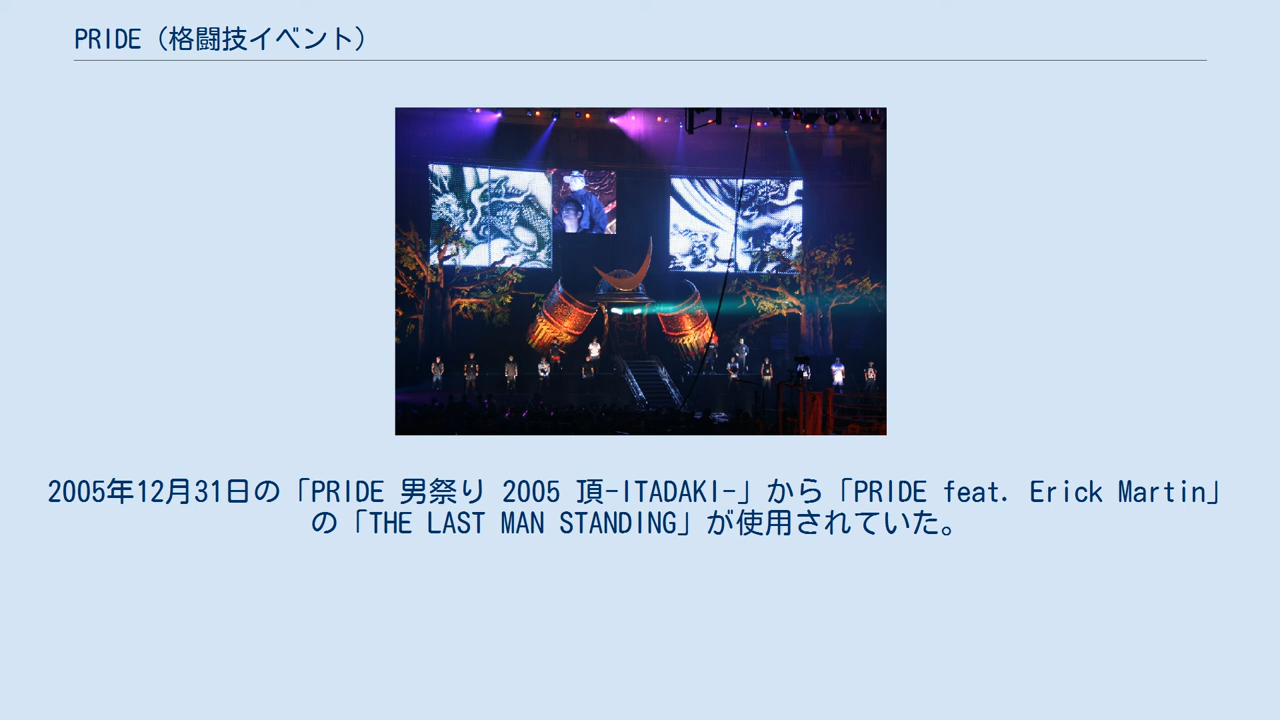 PRIDE（格闘技イベント）
2005年12月31日の「PRIDE 男祭り 2005 頂-ITADAKI-」から「PRIDE feat. Erick Martin」
の「THE LAST MAN STANDING」が使用されていた。